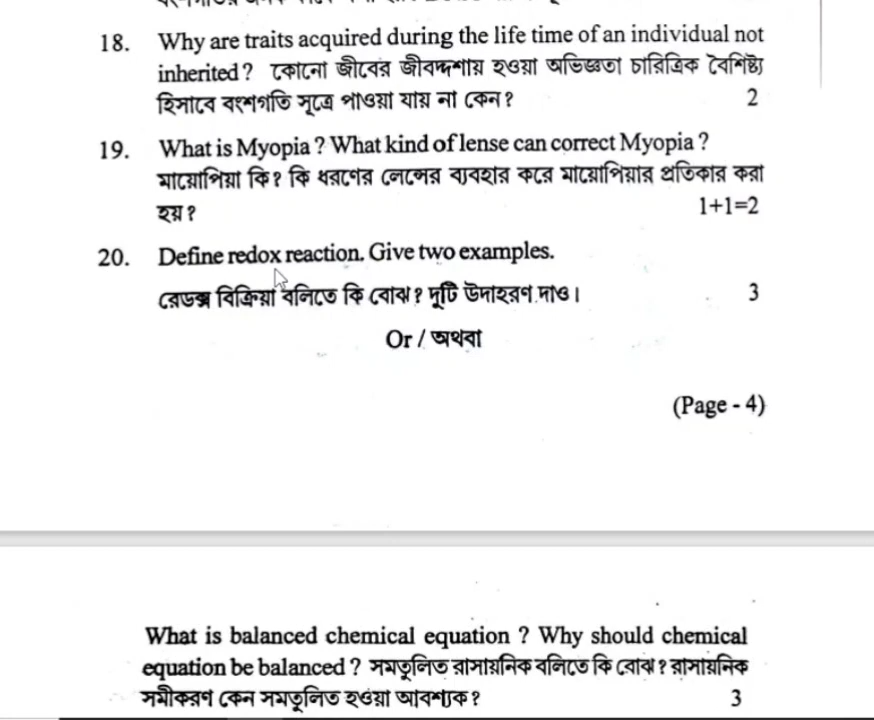 18. Why are traits acquired during the life time of an individual not
inherited ? কোনো জীবের জীবদ্দশায় হওয়া অভিজ্ঞতা চারিত্রিক বৈশিষ্ট্য
হিসাবে বংশগতি সূত্রে পাওয়া যায় না কেন ?
2
19. What is Myopia ? What kind of lense can correct Myopia ?
মায়োপিয়া কি ? কি ধরণের লেন্সের ব্যবহার করে মায়োপিয়ার প্রতিকার করা
হয় ?
1+1=2
20. Define redox reaction. Give two examples.
রেডক্স বিক্রিয়া বলিতে কি বোঝ ? দুটি উদাহরণ দাও।
3
Or / অথবা
(Page - 4)
What is balanced chemical equation ? Why should chemical
equation be balanced ? সমতুলিত রাসায়নিক বলিতে কি বোঝ ? রাসায়নিক
সমীকরণ কেন সমতুলিত হওয়া আবশ্যক ?
3